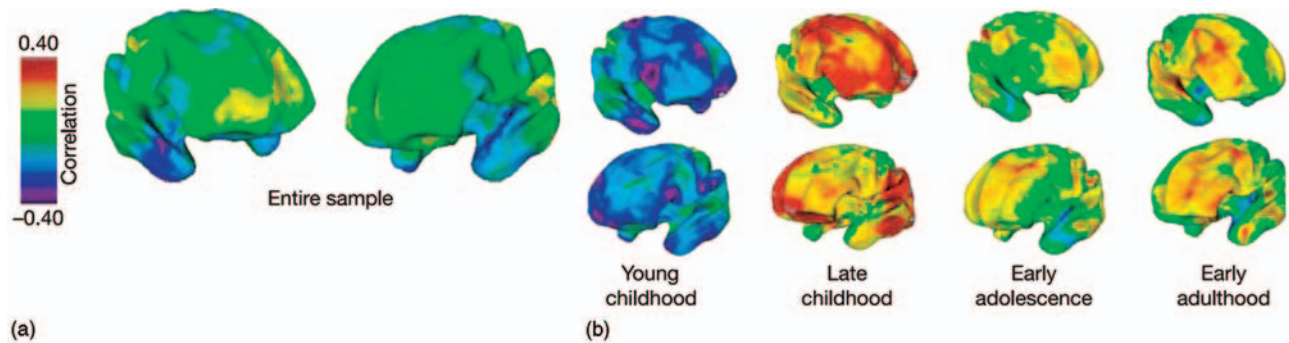 0.40
Correlation
−0.40
Entire sample
Young
childhood
Late
childhood
Early
adolescence
Early
adulthood
(a)
(b)